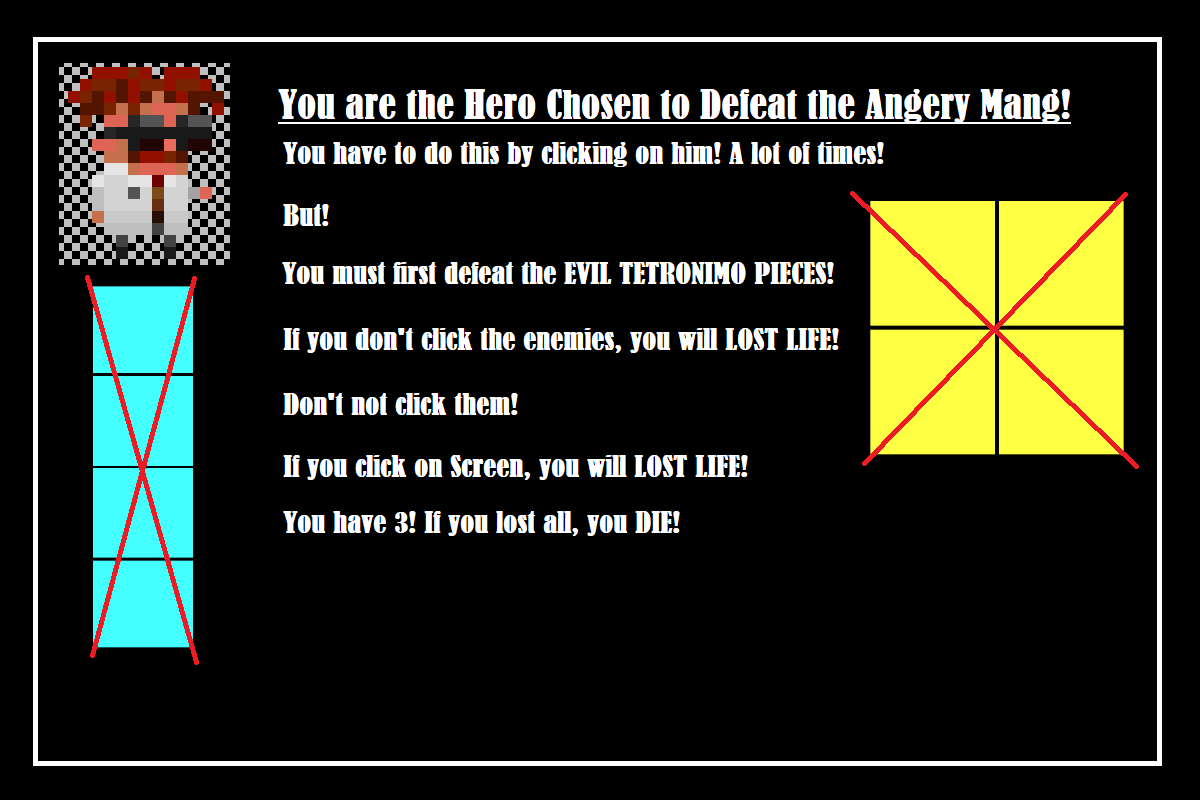 You are the Hero Chosen to Defeat the Angery Mang!
You have to do this by clicking on him! A lot of times!
But!
You must first defeat the EVIL TETRONIMO PIECES!
If you don't click the enemies, you will LOST LIFE!
Don't not click them!
If you click on Screen, you will LOST LIFE!
You have 3! If you lost all, you DIE!